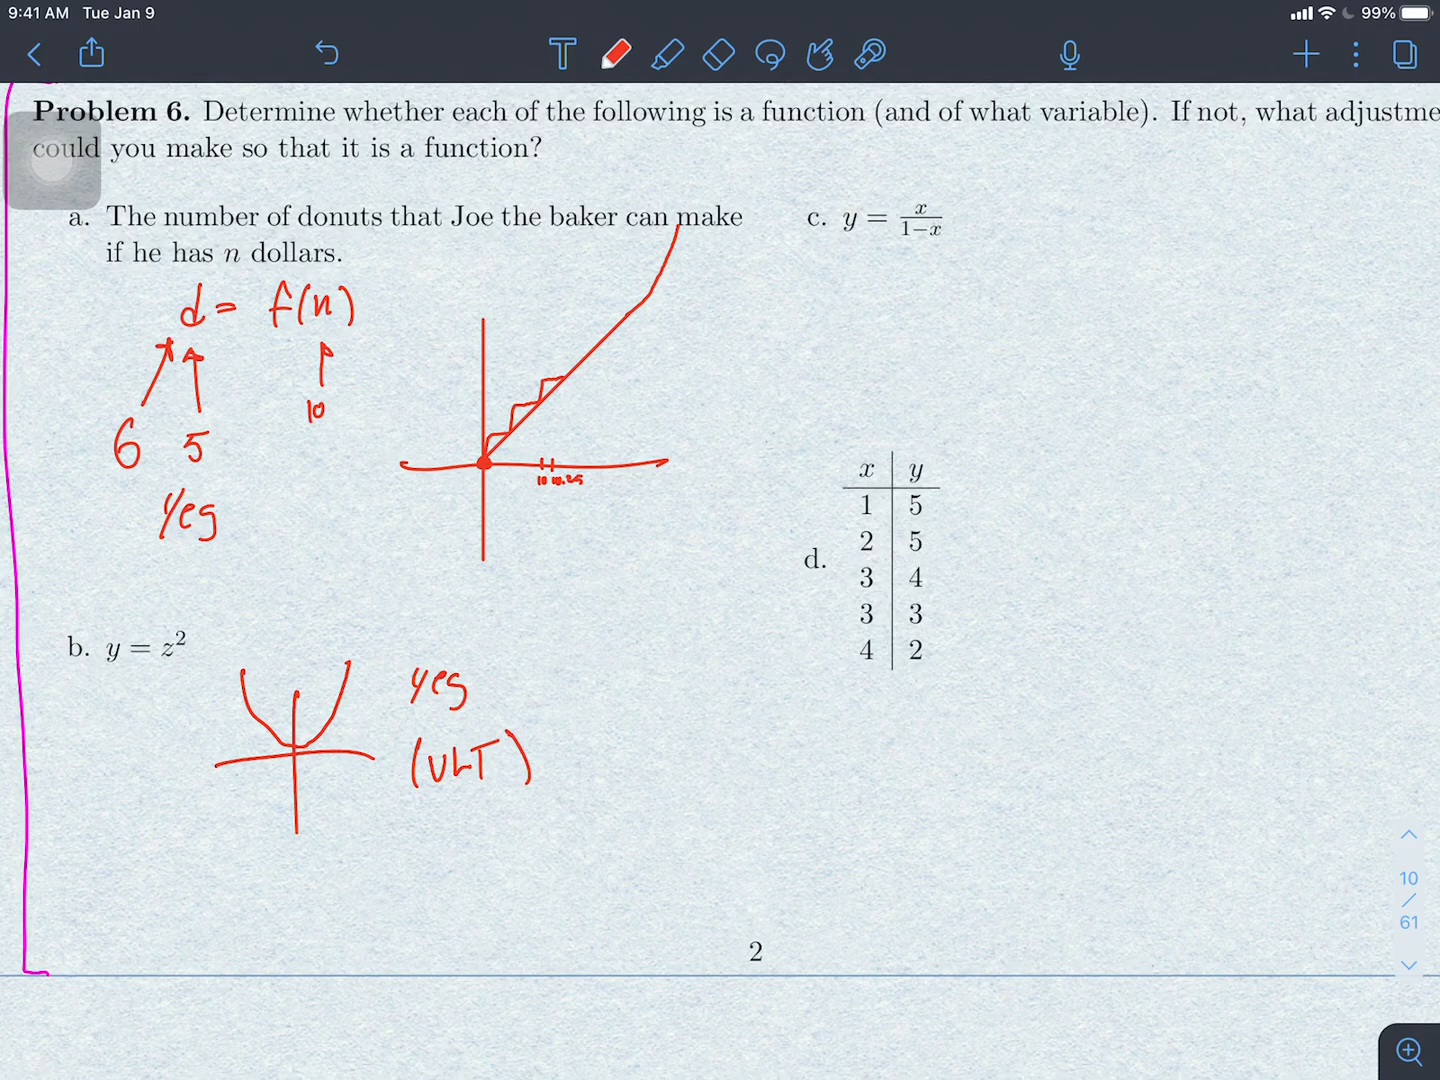 9:41 AM Tue Jan 9
99%
Problem 6. Determine whether each of the following is a function (and of what variable). If not, what adjustme
could you make so that it is a function?
a. The number of donuts that Joe the baker can make
if he has n dollars.
d = f(n)
10
6 5
yes
10 10.25
b. y = z²
yes
(VLT)
c. y = x/(1−x)
d.
x y
1 5
2 5
3 4
3 3
4 2
2
10
/
61